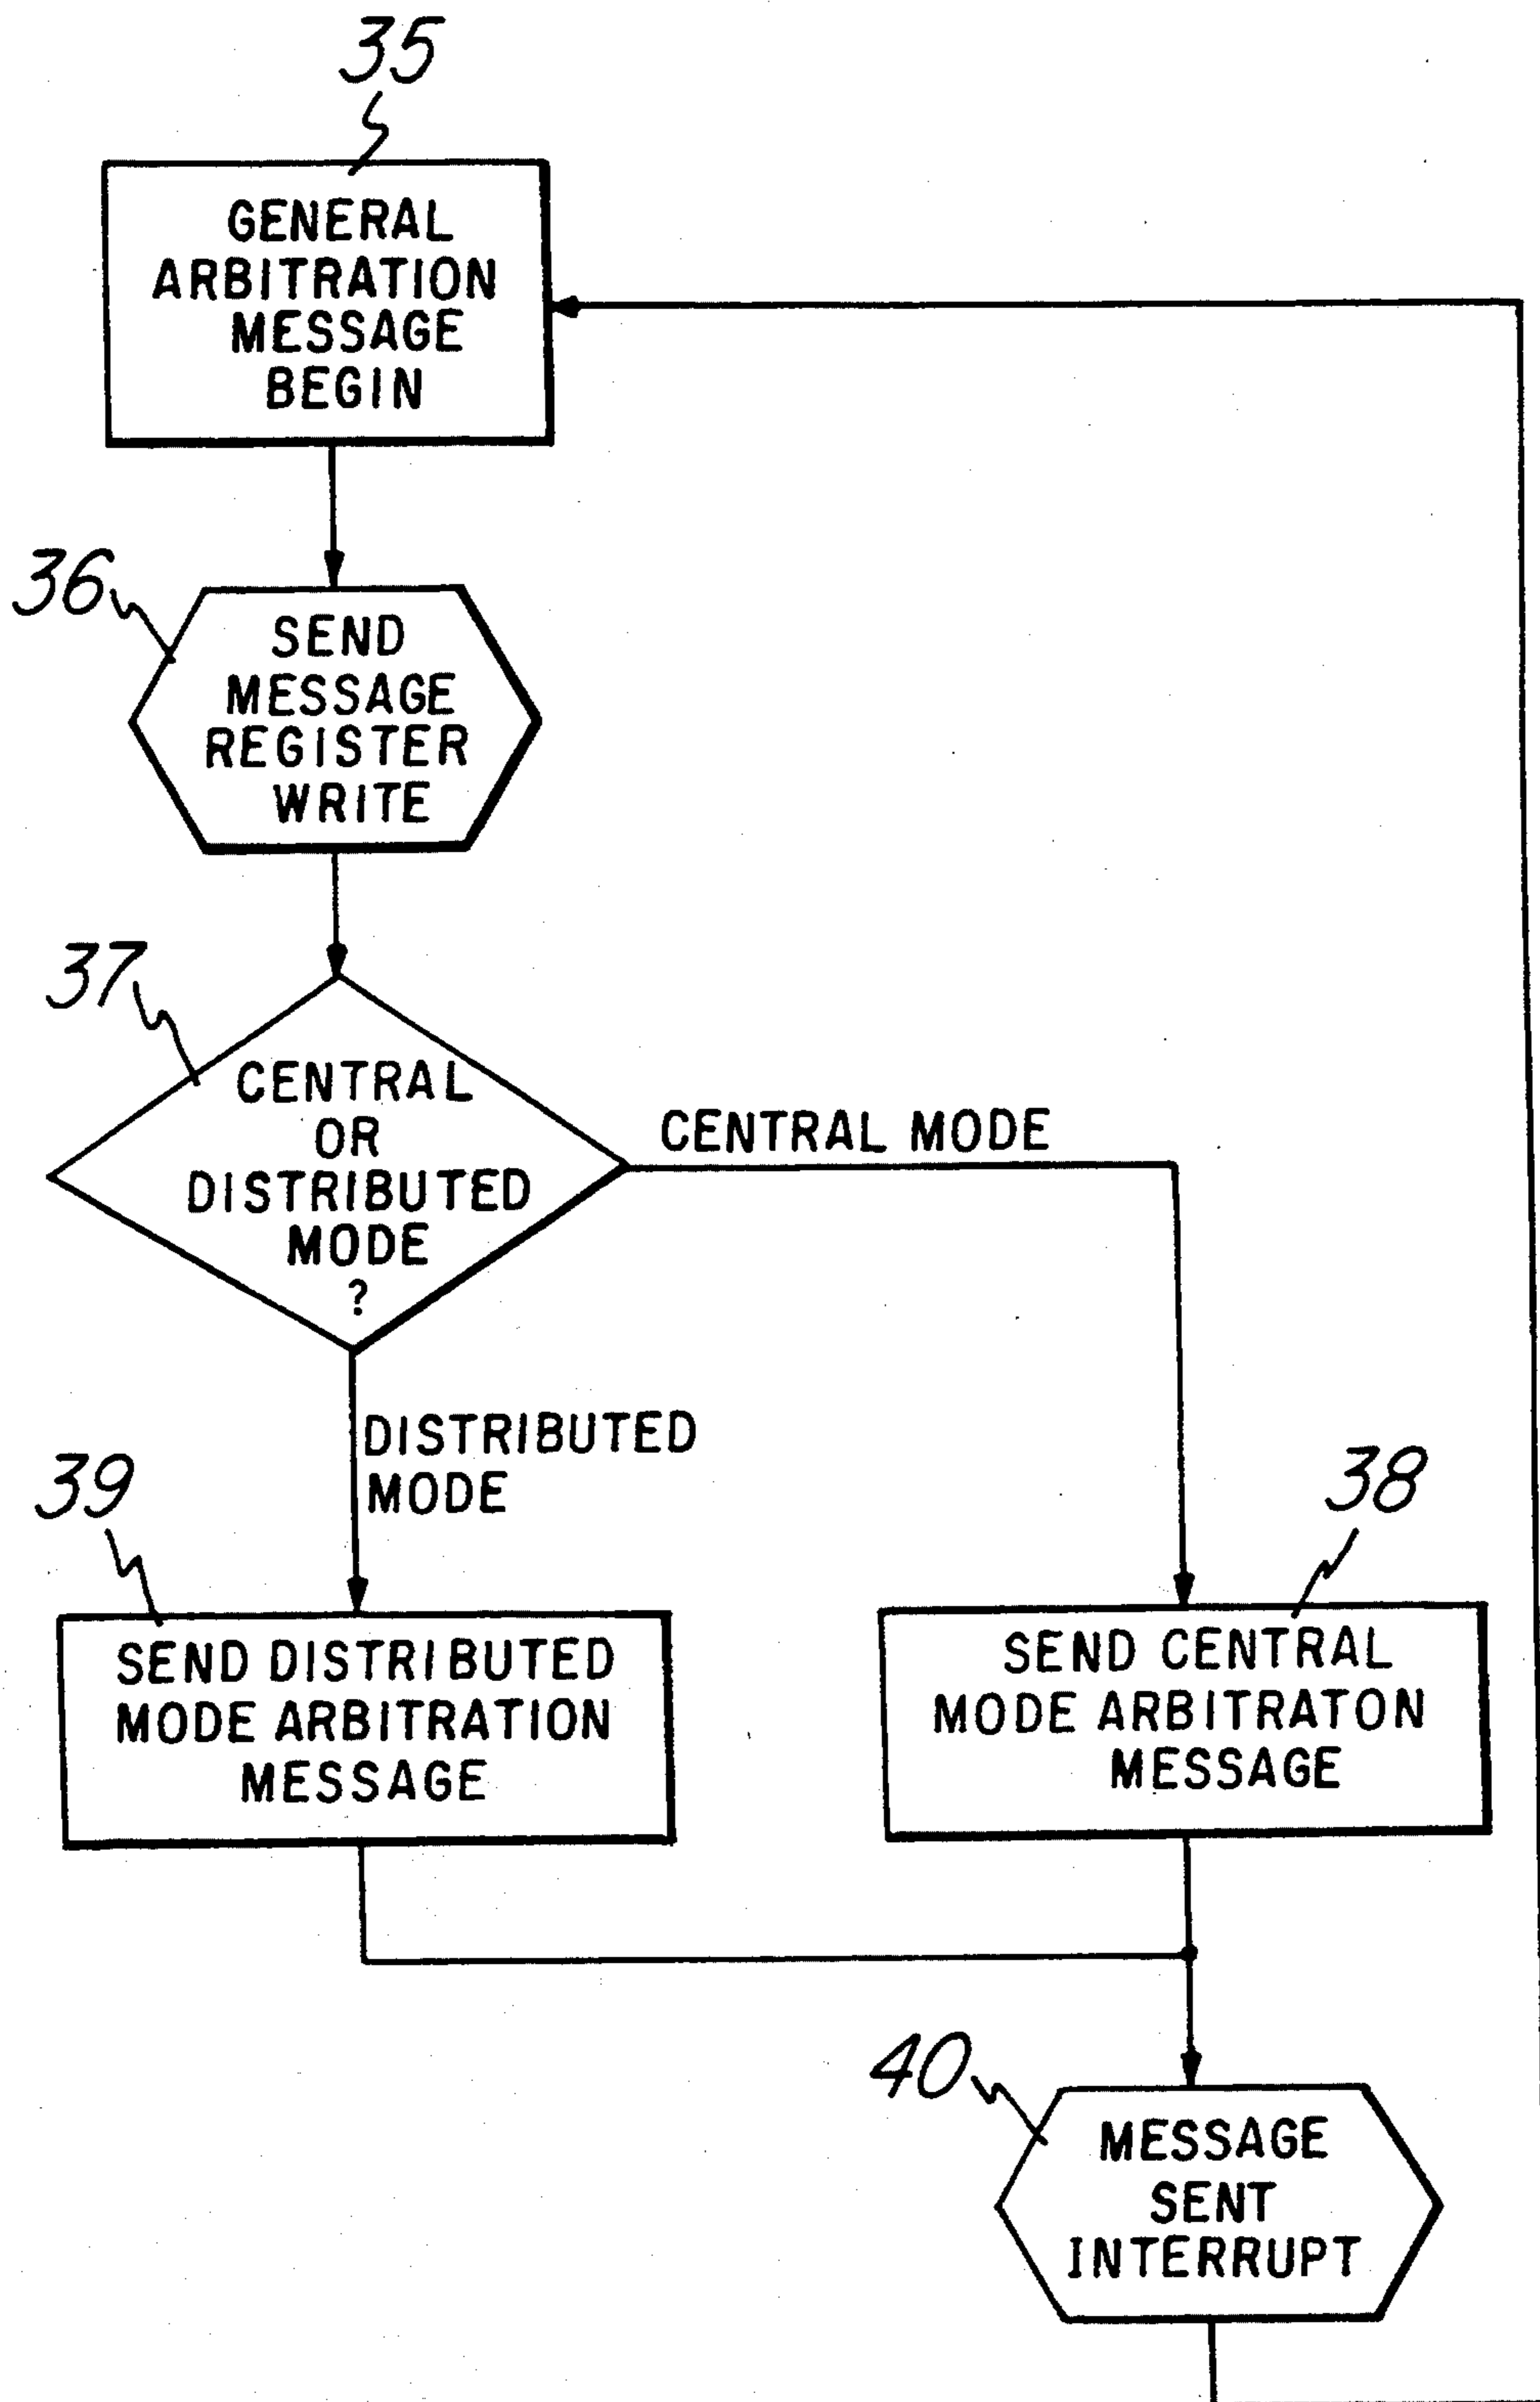 35
GENERAL
ARBITRATION
MESSAGE
BEGIN
36
SEND
MESSAGE
REGISTER
WRITE
37
CENTRAL
OR
DISTRIBUTED
MODE
?
CENTRAL MODE
DISTRIBUTED
MODE
39
SEND DISTRIBUTED
MODE ARBITRATION
MESSAGE
38
SEND CENTRAL
MODE ARBITRATON
MESSAGE
40
MESSAGE
SENT
INTERRUPT